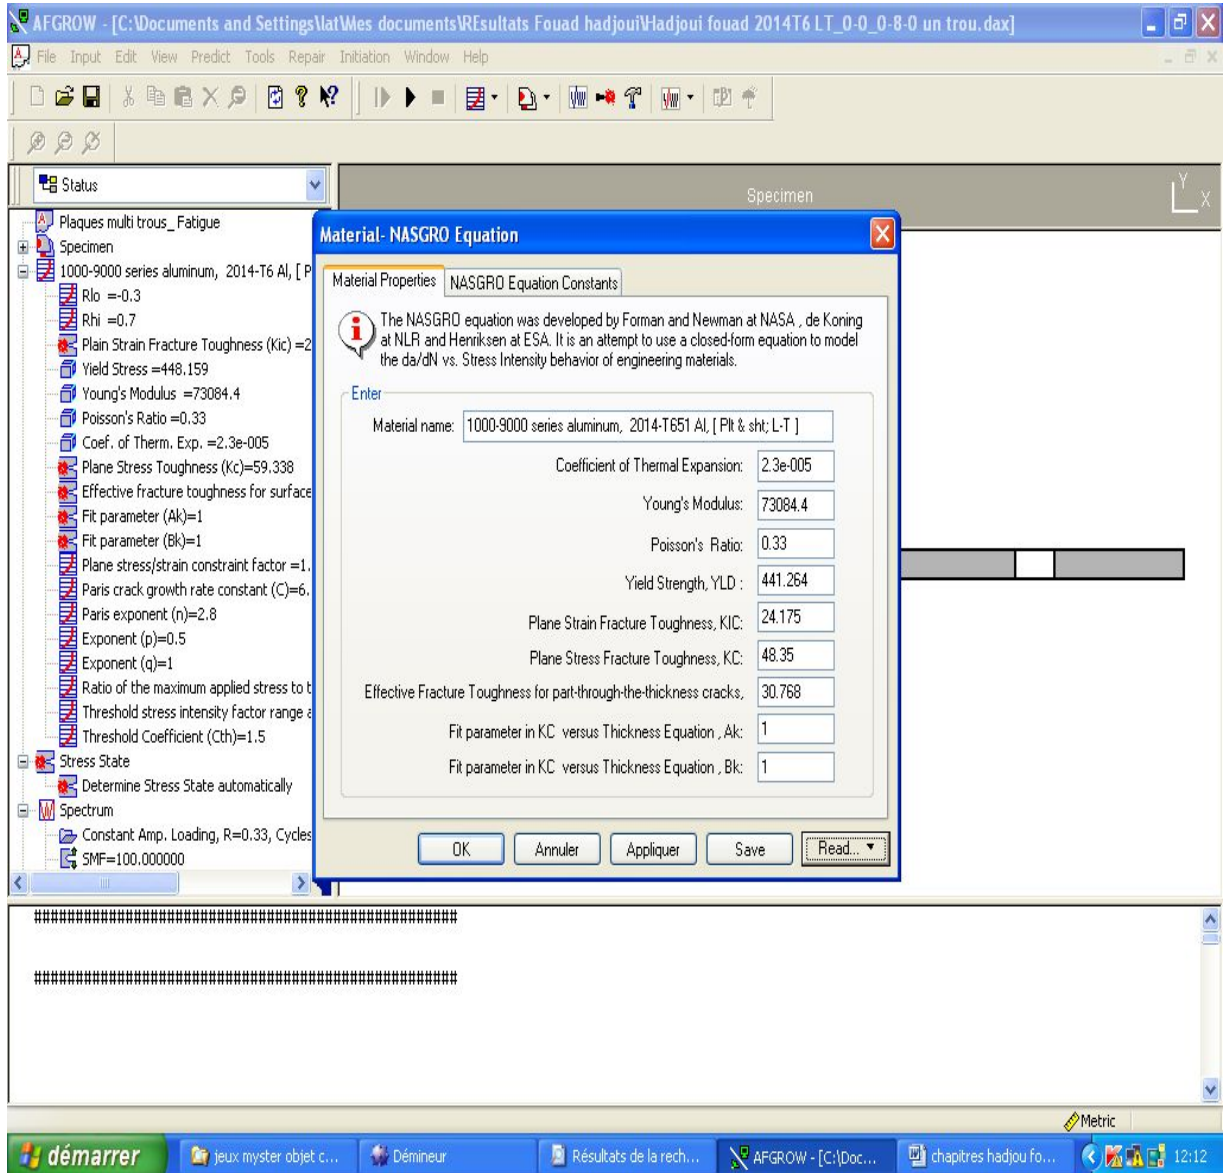 AFGROW - [C:\Documents and Settings\lat\Mes documents\REsultats Fouad hadjoui\Hadjoui fouad 2014T6 LT_0-0_0-8-0 un trou.dax]
File Input Edit View Predict Tools Repair Initiation Window Help
Status
Specimen
Y
X
Plaques multi trous_ Fatigue
Specimen
1000-9000 series aluminum, 2014-T6 Al, [ P
Rlo =-0.3
Rhi =0.7
Plain Strain Fracture Toughness (Kic) =2
Yield Stress =448.159
Young's Modulus =73084.4
Poisson's Ratio =0.33
Coef. of Therm. Exp. =2.3e-005
Plane Stress Toughness (Kc)=59.338
Effective fracture toughness for surface
Fit parameter (Ak)=1
Fit parameter (Bk)=1
Plane stress/strain constraint factor =1.
Paris crack growth rate constant (C)=6.
Paris exponent (n)=2.8
Exponent (p)=0.5
Exponent (q)=1
Ratio of the maximum applied stress to t
Threshold stress intensity factor range a
Threshold Coefficient (Cth)=1.5
Stress State
Determine Stress State automatically
Spectrum
Constant Amp. Loading, R=0.33, Cycles
SMF=100.000000
Material- NASGRO Equation
Material Properties NASGRO Equation Constants
The NASGRO equation was developed by Forman and Newman at NASA , de Koning
at NLR and Henriksen at ESA. It is an attempt to use a closed-form equation to model
the da/dN vs. Stress Intensity behavior of engineering materials.
Enter
Material name: 1000-9000 series aluminum, 2014-T651 Al, [ Plt & sht; L-T ]
Coefficient of Thermal Expansion: 2.3e-005
Young's Modulus: 73084.4
Poisson's Ratio: 0.33
Yield Strength, YLD : 441.264
Plane Strain Fracture Toughness, KIC: 24.175
Plane Stress Fracture Toughness, KC: 48.35
Effective Fracture Toughness for part-through-the-thickness cracks, 30.768
Fit parameter in KC versus Thickness Equation , Ak: 1
Fit parameter in KC versus Thickness Equation , Bk: 1
OK Annuler Appliquer Save Read...
##################################################
##################################################
Metric
démarrer jeux myster objet c... Démineur Résultats de la rech... AFGROW - [C:\Doc... chapitres hadjou fo... 12:12